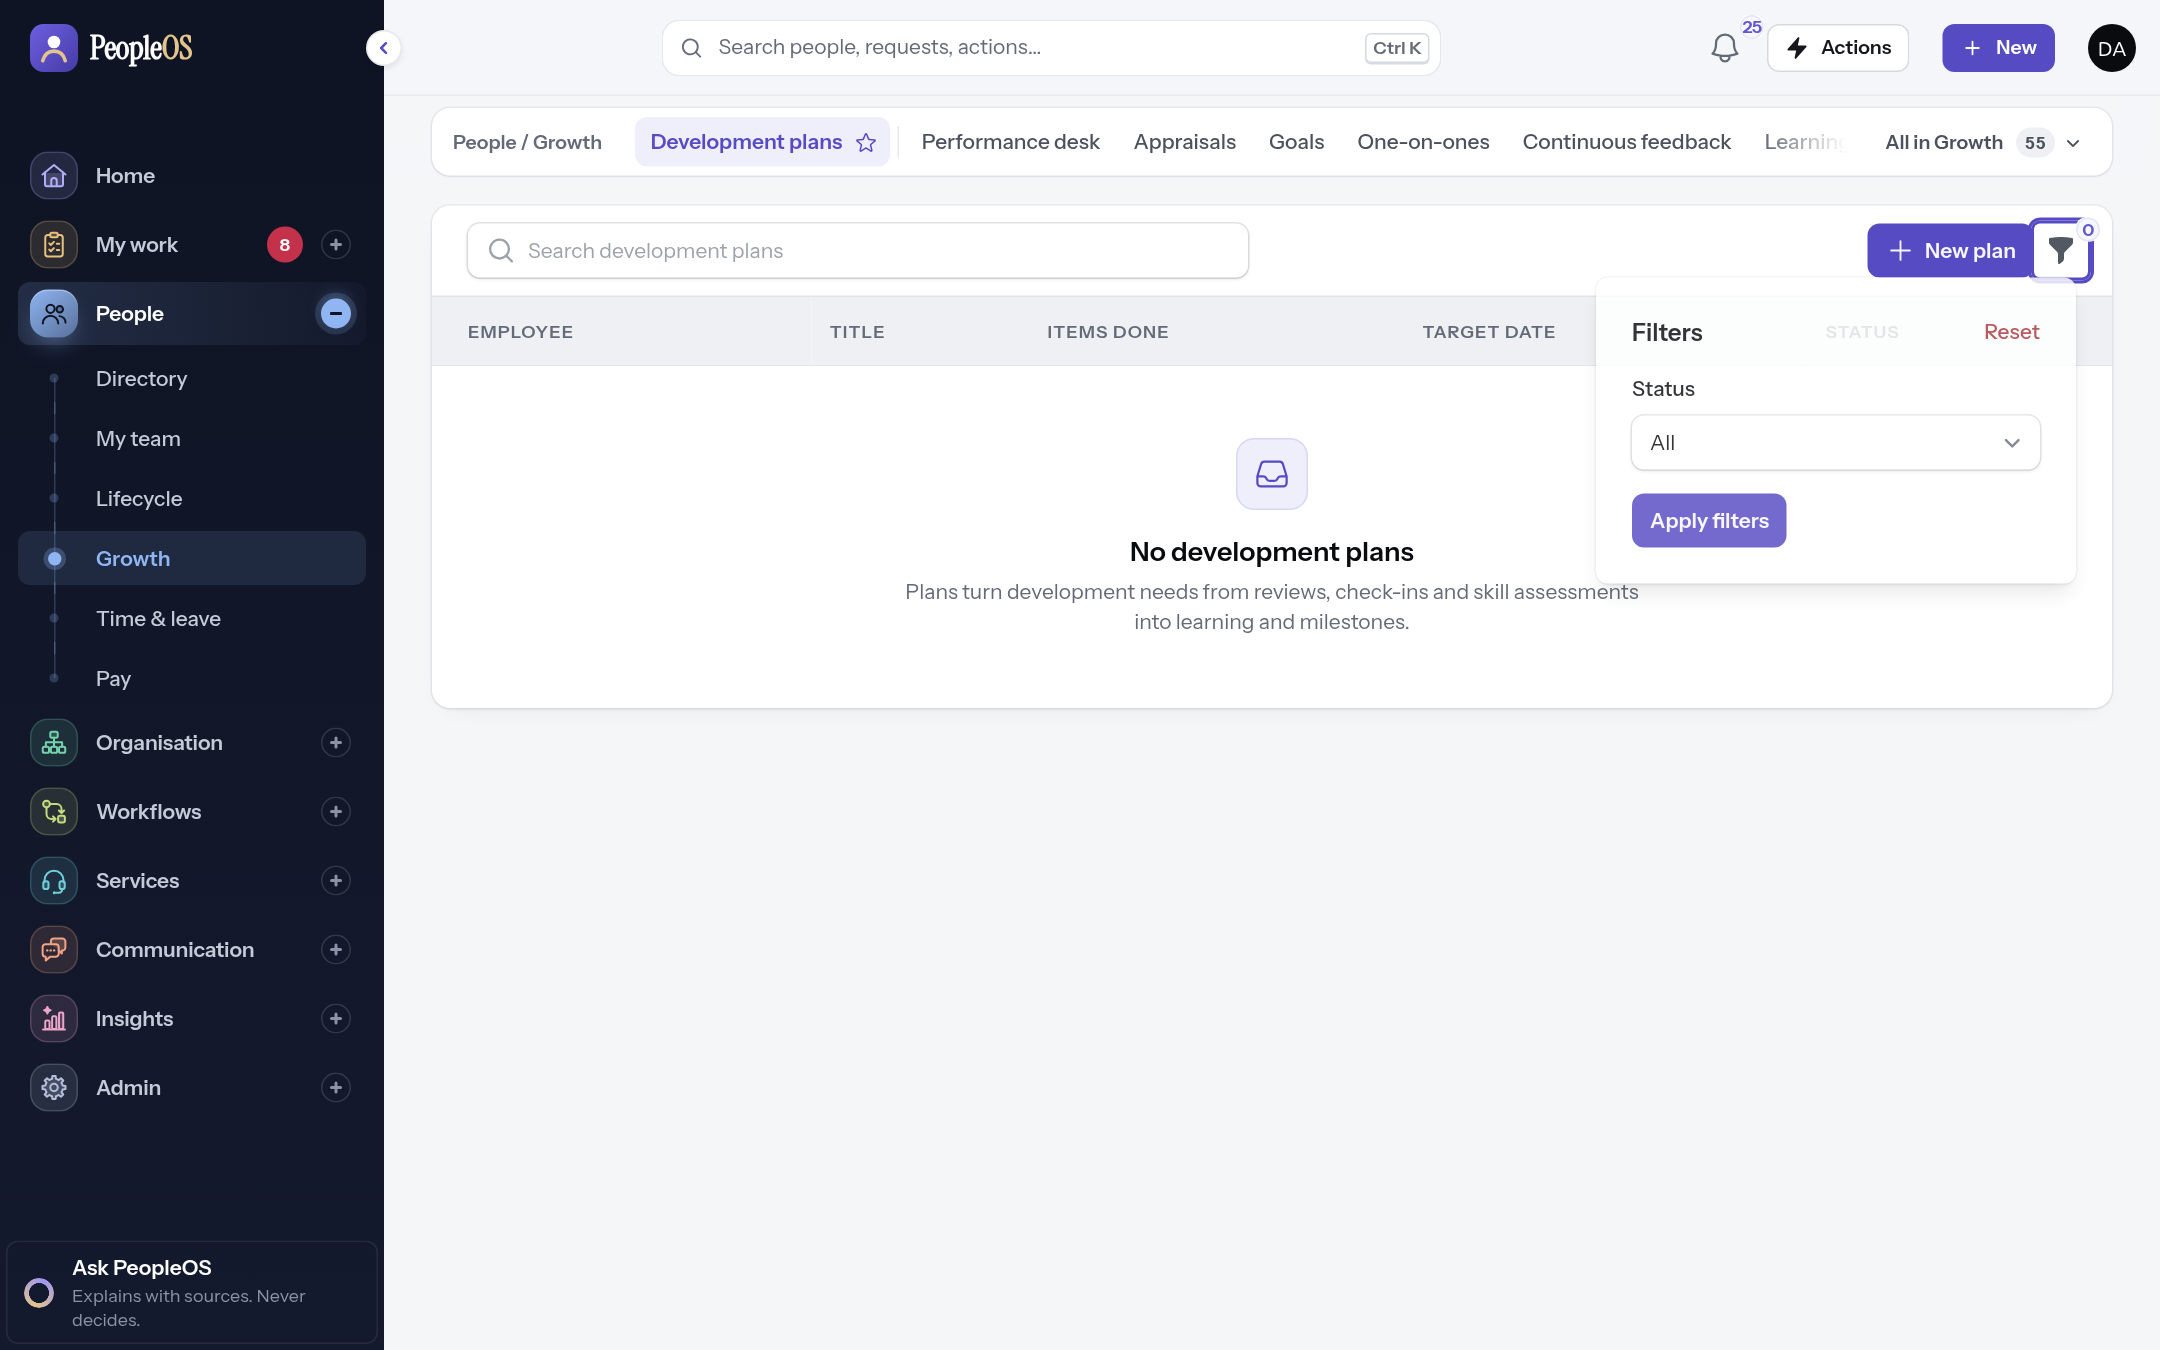 PeopleOS
Search people, requests, actions...
Ctrl K
25
Actions
New
DA
Home
My work
8
People
Directory
My team
Lifecycle
Growth
Time & leave
Pay
Organisation
Workflows
Services
Communication
Insights
Admin
Ask PeopleOS
Explains with sources. Never
decides.
People / Growth
Development plans
Performance desk
Appraisals
Goals
One-on-ones
Continuous feedback
Learning
All in Growth
55
Search development plans
New plan
0
EMPLOYEE
TITLE
ITEMS DONE
TARGET DATE
STATUS
Filters
Reset
Status
All
Apply filters
No development plans
Plans turn development needs from reviews, check-ins and skill assessments
into learning and milestones.